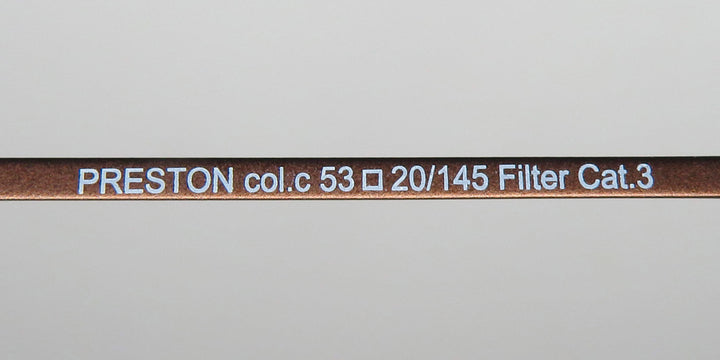 PRESTON col.c 53□20/145 Filter Cat.3